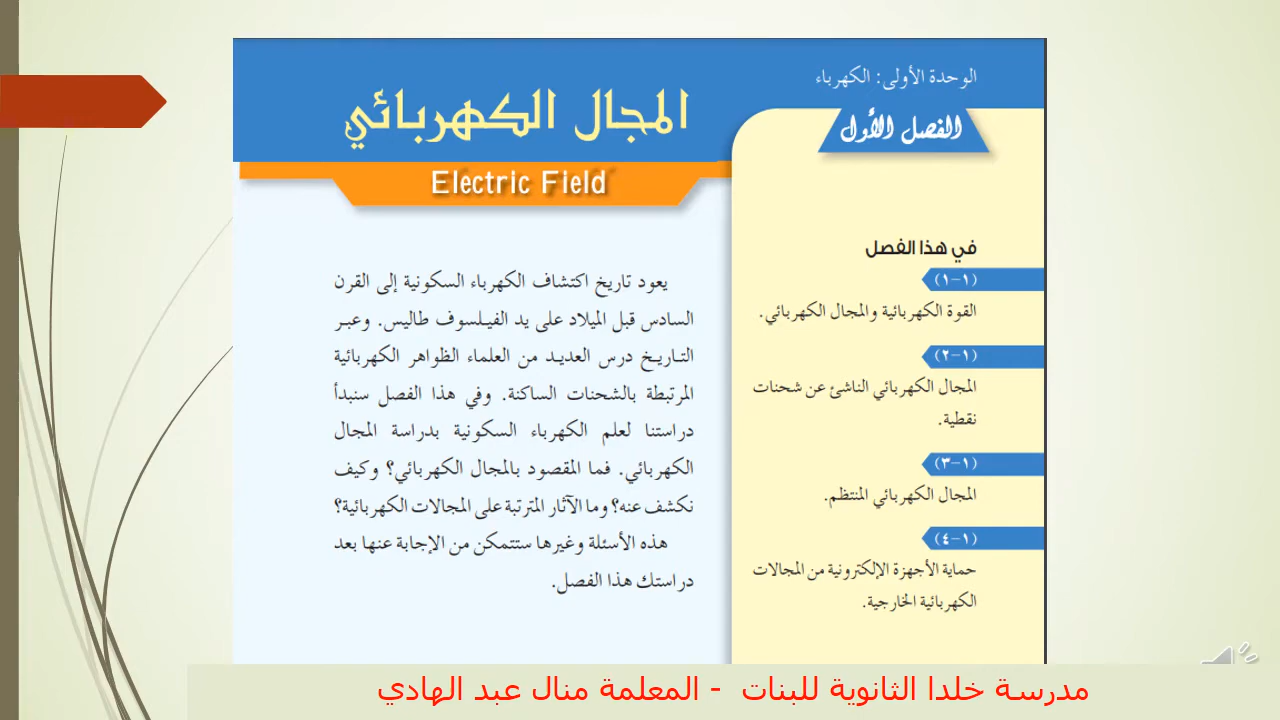 الوحدة الأولى: الكهرباء
الفصل الأول
المجال الكهربائي
Electric Field
في هذا الفصل
(١-١)
القوة الكهربائية والمجال الكهربائي.
(١-٢)
المجال الكهربائي الناشئ عن شحنات
نقطية.
(١-٣)
المجال الكهربائي المنتظم.
(١-٤)
حماية الأجهزة الإلكترونية من المجالات
الكهربائية الخارجية.
يعود تاريخ اكتشاف الكهرباء السكونية إلى القرن
السادس قبل الميلاد على يد الفيلسوف طاليس. وعبر
التاريخ درس العديد من العلماء الظواهر الكهربائية
المرتبطة بالشحنات الساكنة. وفي هذا الفصل سنبدأ
دراستنا لعلم الكهرباء السكونية بدراسة المجال
الكهربائي. فما المقصود بالمجال الكهربائي؟ وكيف
نكشف عنه؟ وما الآثار المترتبة على المجالات الكهربائية؟
هذه الأسئلة وغيرها ستتمكن من الإجابة عنها بعد
دراستك هذا الفصل.
مدرسة خلدا الثانوية للبنات - المعلمة منال عبد الهادي